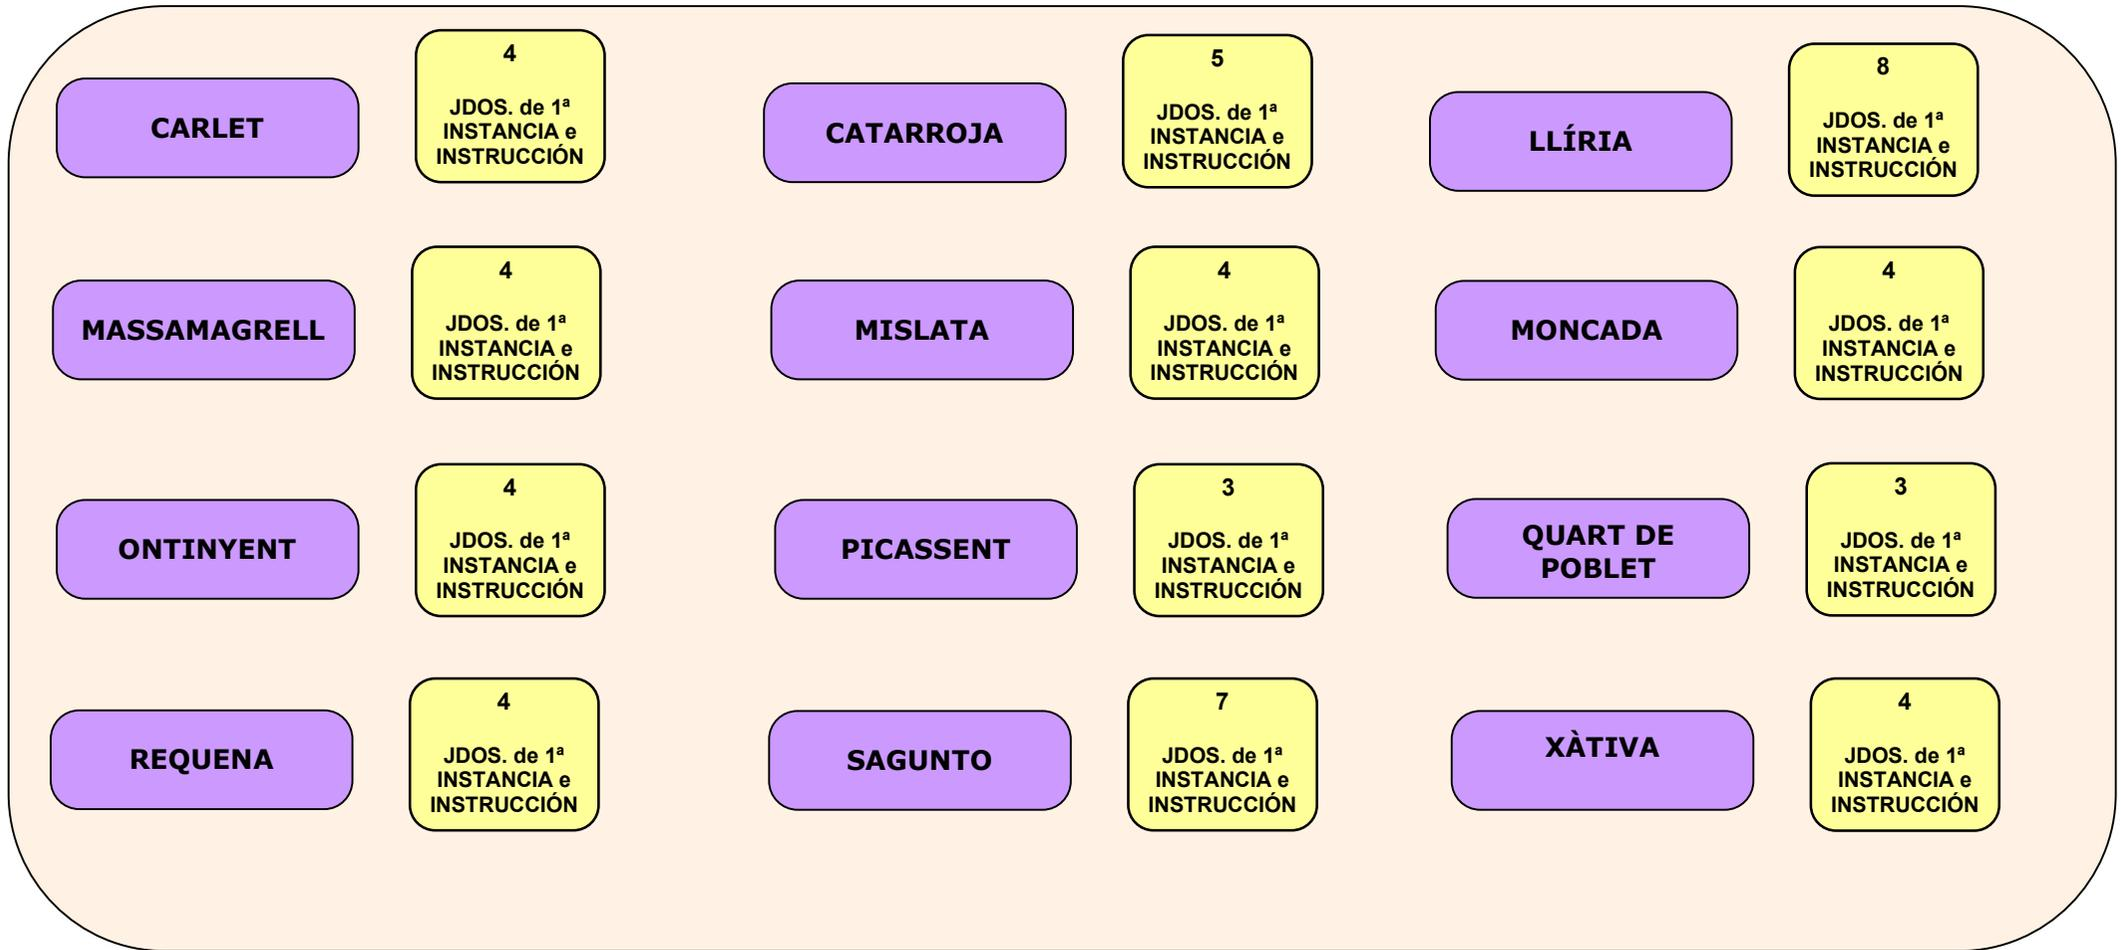 CARLET
4
JDOS. de 1ª
INSTANCIA e
INSTRUCCIÓN
CATARROJA
5
JDOS. de 1ª
INSTANCIA e
INSTRUCCIÓN
LLÍRIA
8
JDOS. de 1ª
INSTANCIA e
INSTRUCCIÓN
MASSAMAGRELL
4
JDOS. de 1ª
INSTANCIA e
INSTRUCCIÓN
MISLATA
4
JDOS. de 1ª
INSTANCIA e
INSTRUCCIÓN
MONCADA
4
JDOS. de 1ª
INSTANCIA e
INSTRUCCIÓN
ONTINYENT
4
JDOS. de 1ª
INSTANCIA e
INSTRUCCIÓN
PICASSENT
3
JDOS. de 1ª
INSTANCIA e
INSTRUCCIÓN
QUART DE
POBLET
3
JDOS. de 1ª
INSTANCIA e
INSTRUCCIÓN
REQUENA
4
JDOS. de 1ª
INSTANCIA e
INSTRUCCIÓN
SAGUNTO
7
JDOS. de 1ª
INSTANCIA e
INSTRUCCIÓN
XÀTIVA
4
JDOS. de 1ª
INSTANCIA e
INSTRUCCIÓN